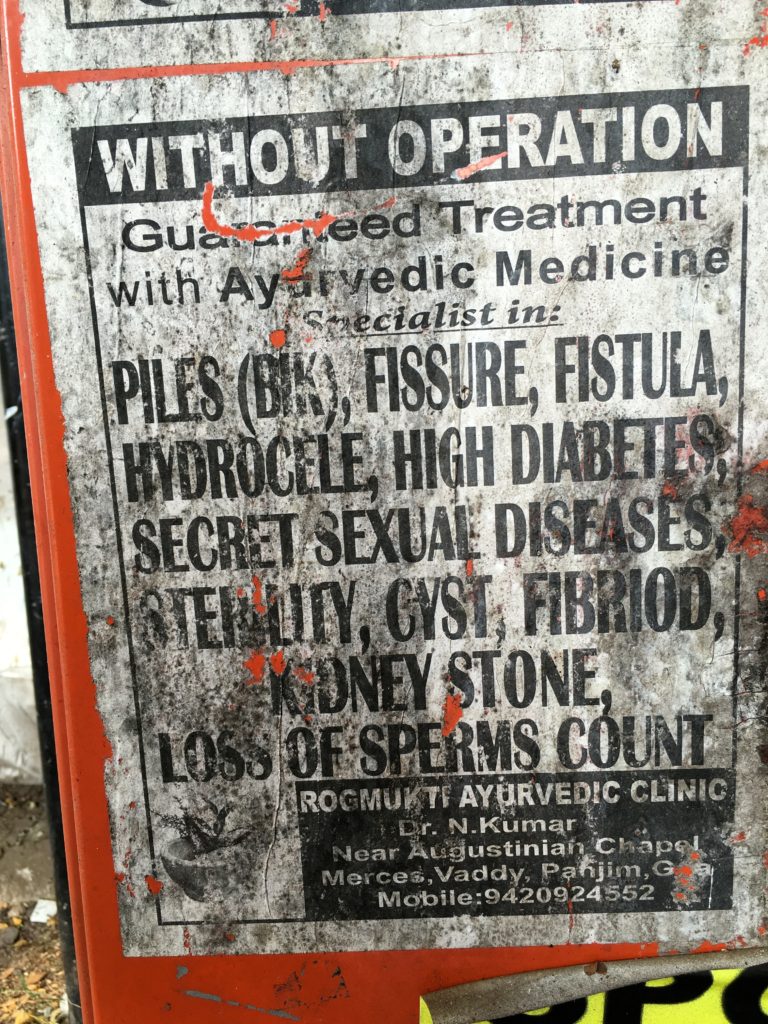 WITHOUT OPERATION
Guaranteed Treatment
with Ayurvedic Medicine
Specialist in:
PILES (BIK), FISSURE, FISTULA,
HYDROCELE, HIGH DIABETES,
SECRET SEXUAL DISEASES,
STERILITY, CYST, FIBRIOD,
KIDNEY STONE,
LOSS OF SPERMS COUNT
ROGMUKTI AYURVEDIC CLINIC
Dr. N.Kumar
Near Augustinian Chapel
Merces,Vaddy, Panjim,Goa
Mobile:9420924552